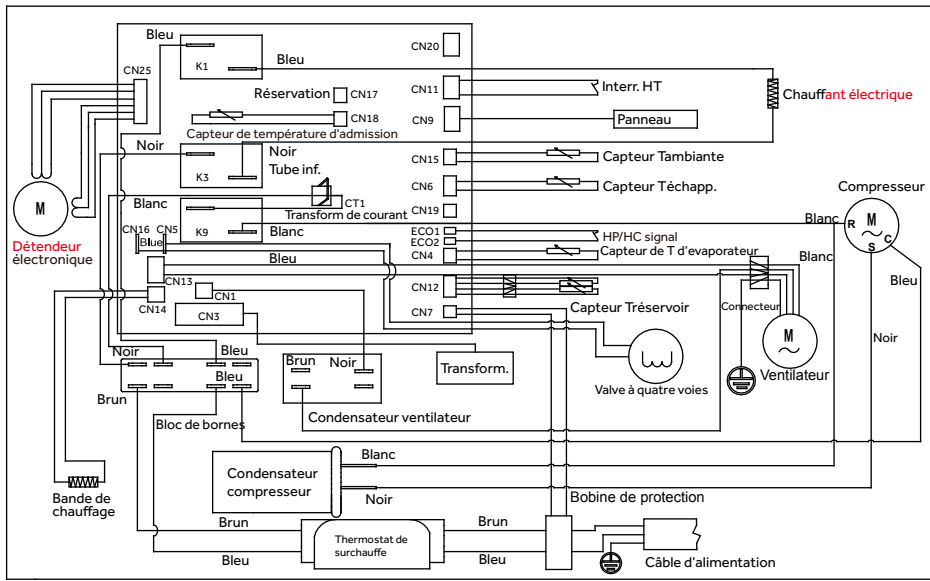 Bleu
K1
Bleu
CN20
CN25
CN11
Interr. HT
Réservation
CN17
Chauffant électrique
CN18
CN9
Panneau
Capteur de température d'admission
Noir
Noir
K3
Tube inf.
CN15
Capteur Tambiante
CN6
Capteur Téchapp.
Compresseur
M
Blanc
CT1
Transform de courant
CN19
K9
Blanc
Blanc
R
M
~
S
C
CN16
CN5
Blue
ECO1
ECO2
HP/HC signal
Détendeur
électronique
CN4
Capteur de T d'evaporateur
Blanc
Bleu
Bleu
CN13
CN1
CN14
CN12
CN3
CN7
Capteur Tréservoir
Connecteur
M
~
Ventilateur
Noir
Noir
Bleu
Brun
Noir
Transform.
Valve à quatre voies
Bleu
Brun
Bloc de bornes
Condensateur ventilateur
Blanc
Condensateur
compresseur
Noir
Bobine de protection
Bande de
chauffage
Brun
Brun
Thermostat de
surchauffe
Bleu
Bleu
Câble d'alimentation